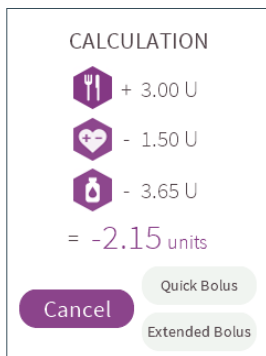 CALCULATION
+ 3.00 U
- 1.50 U
- 3.65 U
= -2.15 units
Quick Bolus
Cancel
Extended Bolus